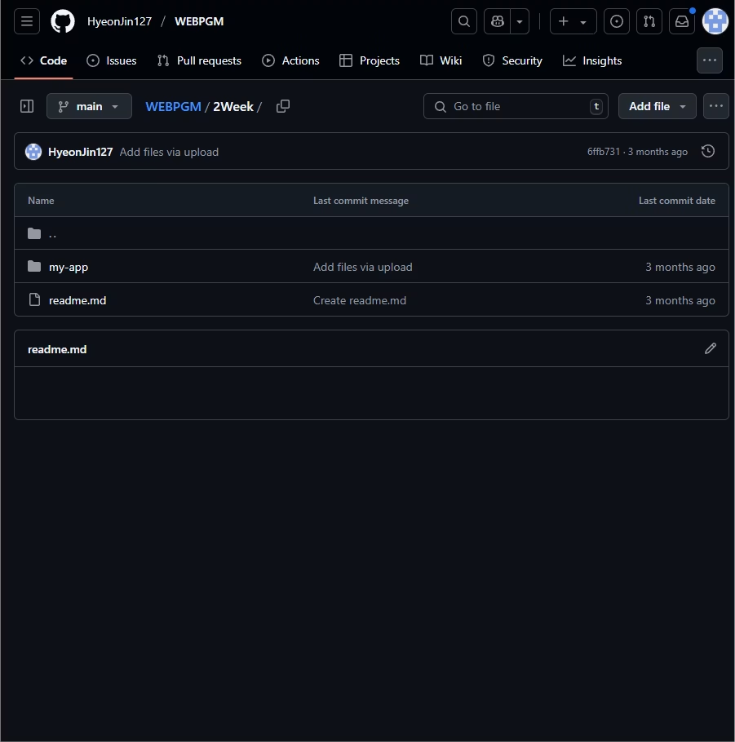 HyeonJin127 / WEBPGM
Code Issues Pull requests Actions Projects Wiki Security Insights
main WEBPGM / 2Week / Go to file t Add file
HyeonJin127 Add files via upload 6ffb731 · 3 months ago
Name Last commit message Last commit date
..
my-app Add files via upload 3 months ago
readme.md Create readme.md 3 months ago
readme.md